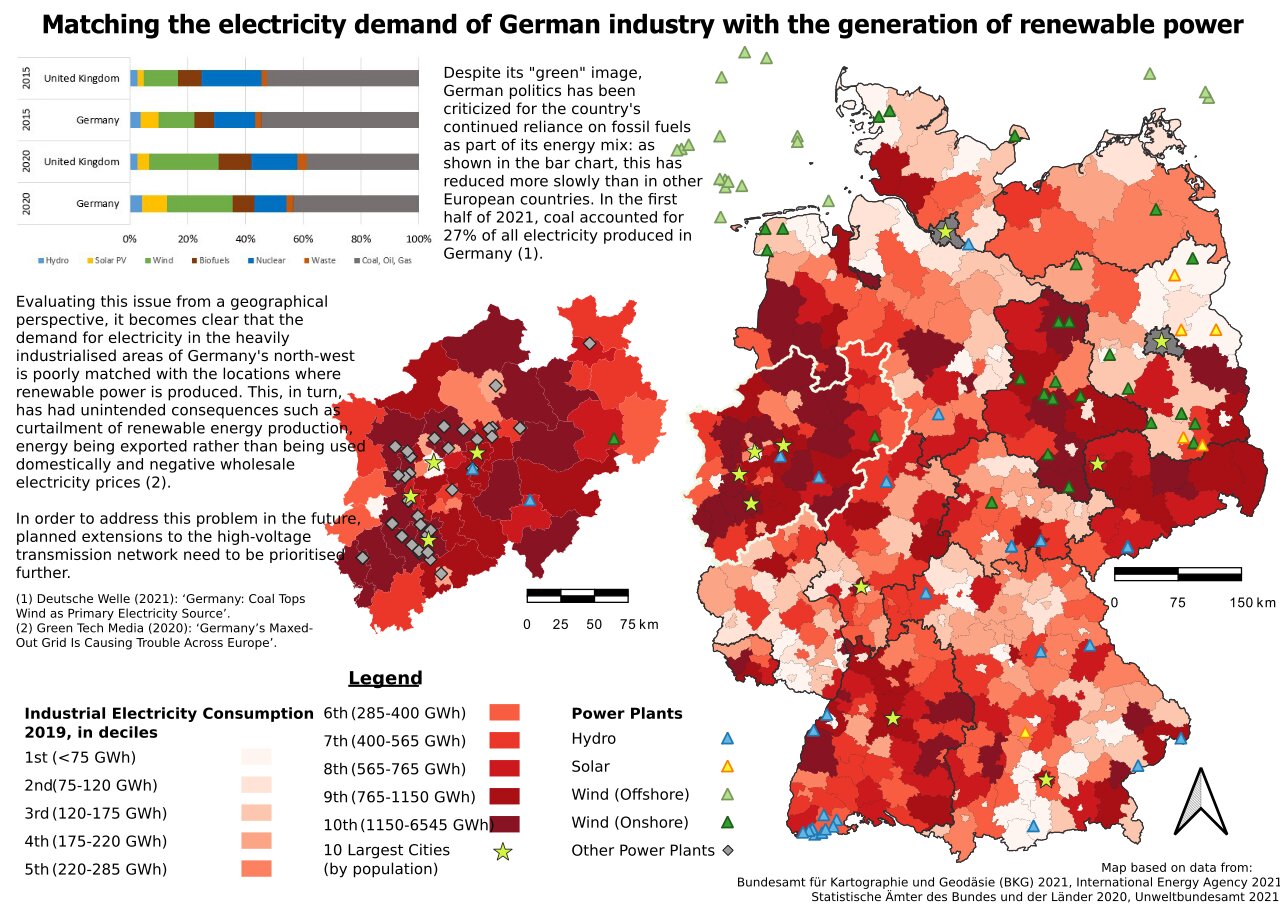 Matching the electricity demand of German industry with the generation of renewable power
2015
United Kingdom
2015
Germany
2020
United Kingdom
2020
Germany
0% 20% 40% 60% 80% 100%
Hydro Solar PV Wind Biofuels Nuclear Waste Coal, Oil, Gas
Despite its "green" image,
German politics has been
criticized for the country's
continued reliance on fossil fuels
as part of its energy mix: as
shown in the bar chart, this has
reduced more slowly than in other
European countries. In the first
half of 2021, coal accounted for
27% of all electricity produced in
Germany (1).
Evaluating this issue from a geographical
perspective, it becomes clear that the
demand for electricity in the heavily
industrialised areas of Germany's north-west
is poorly matched with the locations where
renewable power is produced. This, in turn,
has had unintended consequences such as
curtailment of renewable energy production,
energy being exported rather than being used
domestically and negative wholesale
electricity prices (2).
In order to address this problem in the future,
planned extensions to the high-voltage
transmission network need to be prioritised
further.
(1) Deutsche Welle (2021): ‘Germany: Coal Tops
Wind as Primary Electricity Source’.
(2) Green Tech Media (2020): ‘Germany’s Maxed-
Out Grid Is Causing Trouble Across Europe’.
0 25 50 75 km
0 75 150 km
Legend
Industrial Electricity Consumption
2019, in deciles
1st (<75 GWh)
2nd(75-120 GWh)
3rd (120-175 GWh)
4th (175-220 GWh)
5th (220-285 GWh)
6th (285-400 GWh)
7th (400-565 GWh)
8th (565-765 GWh)
9th (765-1150 GWh)
10th (1150-6545 GWh)
10 Largest Cities
(by population)
Power Plants
Hydro
Solar
Wind (Offshore)
Wind (Onshore)
Other Power Plants
Map based on data from:
Bundesamt für Kartographie und Geodäsie (BKG) 2021, International Energy Agency 2021
Statistische Ämter des Bundes und der Länder 2020, Umweltbundesamt 2021